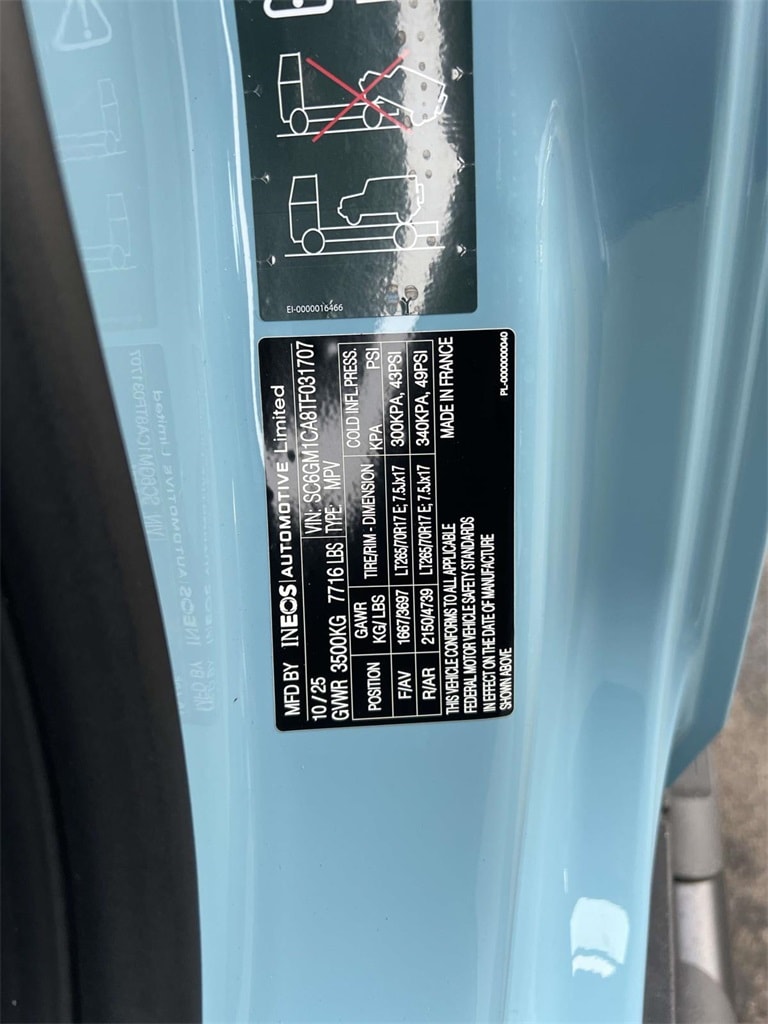 EI-0000016466
MFD BY INEOS AUTOMOTIVE Limited
10 / 25 VIN: SC6GM1CA8TF031707
GVWR 3500KG 7716 LBS TYPE: MPV
POSITION GAWR KG/LBS TIRE/RIM - DIMENSION COLD INFL.PRESS. KPA PSI
F/AV 1667/3697 LT265/70R17 E; 7.5Jx17 300KPA, 43PSI
R/AR 2150/4739 LT265/70R17 E; 7.5Jx17 340KPA, 49PSI
THIS VEHICLE CONFORMS TO ALL APPLICABLE MADE IN FRANCE
FEDERAL MOTOR VEHICLE SAFETY STANDARDS
IN EFFECT ON THE DATE OF MANUFACTURE
SHOWN ABOVE.
PL-0000000040